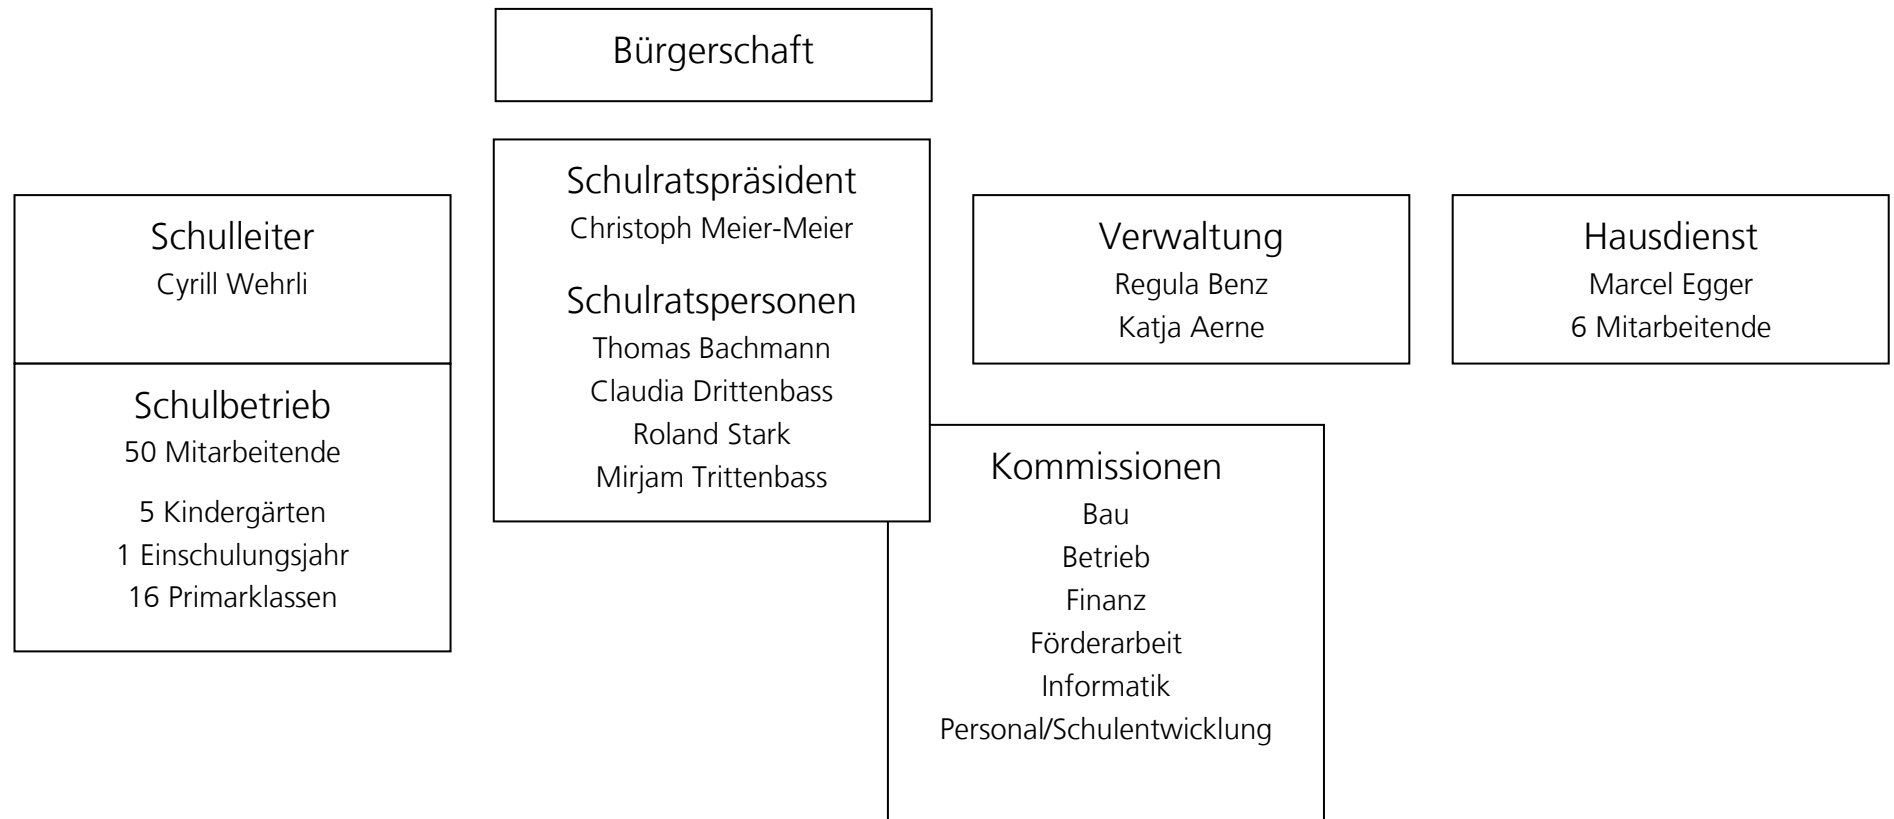 Bürgerschaft
Schulratspräsident
Christoph Meier-Meier
Schulratspersonen
Thomas Bachmann
Claudia Drittenbass
Roland Stark
Mirjam Trittenbass
Schulleiter
Cyrill Wehrli
Schulbetrieb
50 Mitarbeitende
5 Kindergärten
1 Einschulungsjahr
16 Primarklassen
Verwaltung
Regula Benz
Katja Aerne
Hausdienst
Marcel Egger
6 Mitarbeitende
Kommissionen
Bau
Betrieb
Finanz
Förderarbeit
Informatik
Personal/Schulentwicklung